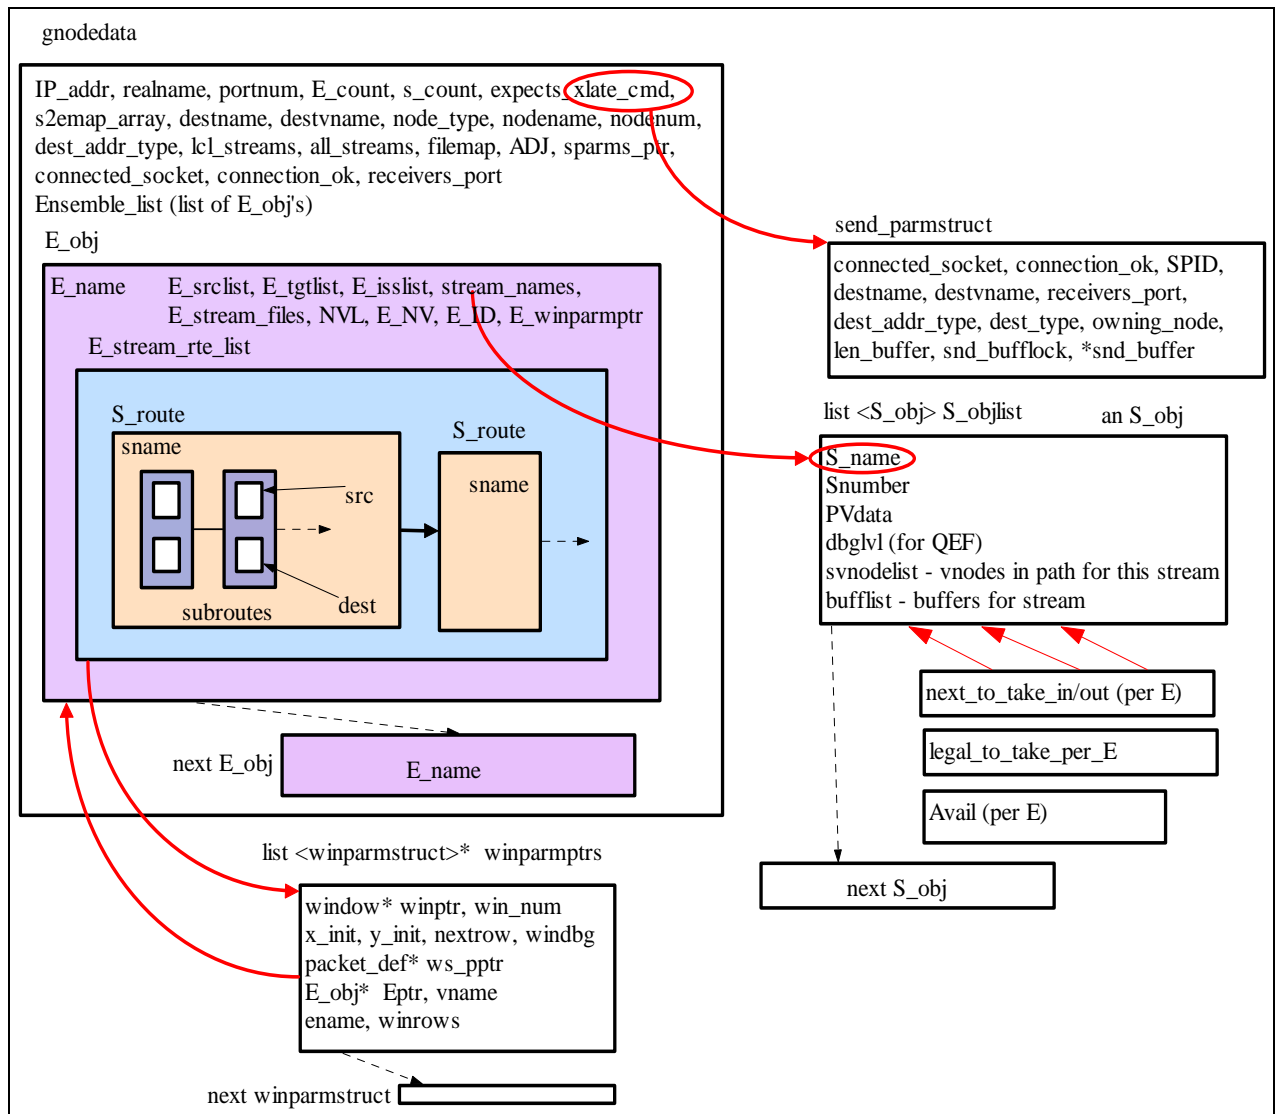 gnodedata
IP_addr, realname, portnum, E_count, s_count, expects_xlate_cmd,
s2emap_array, destname, destvname, node_type, nodename, nodenum,
dest_addr_type, lcl_streams, all_streams, filemap, ADJ, sparms_ptr,
connected_socket, connection_ok, receivers_port
Ensemble_list (list of E_obj's)
E_obj
E_name
E_srclist, E_tgtlist, E_isslist, stream_names,
E_stream_files, NVL, E_NV, E_ID, E_winparmptr
E_stream_rte_list
S_route
sname
src
dest
subroutes
S_route
sname
next E_obj
E_name
send_parmstruct
connected_socket, connection_ok, SPID,
destname, destvname, receivers_port,
dest_addr_type, dest_type, owning_node,
len_buffer, snd_bufflock, *snd_buffer
list <S_obj> S_objlist
an S_obj
S_name
Snumber
PVdata
dbglvl (for QEF)
svnodelist - vnodes in path for this stream
bufflist - buffers for stream
next_to_take_in/out (per E)
legal_to_take_per_E
Avail (per E)
next S_obj
list <winparmstruct>* winparmptrs
window* winptr, win_num
x_init, y_init, nextrow, windbg
packet_def* ws_pptr
E_obj* Eptr, vname
ename, winrows
next winparmstruct